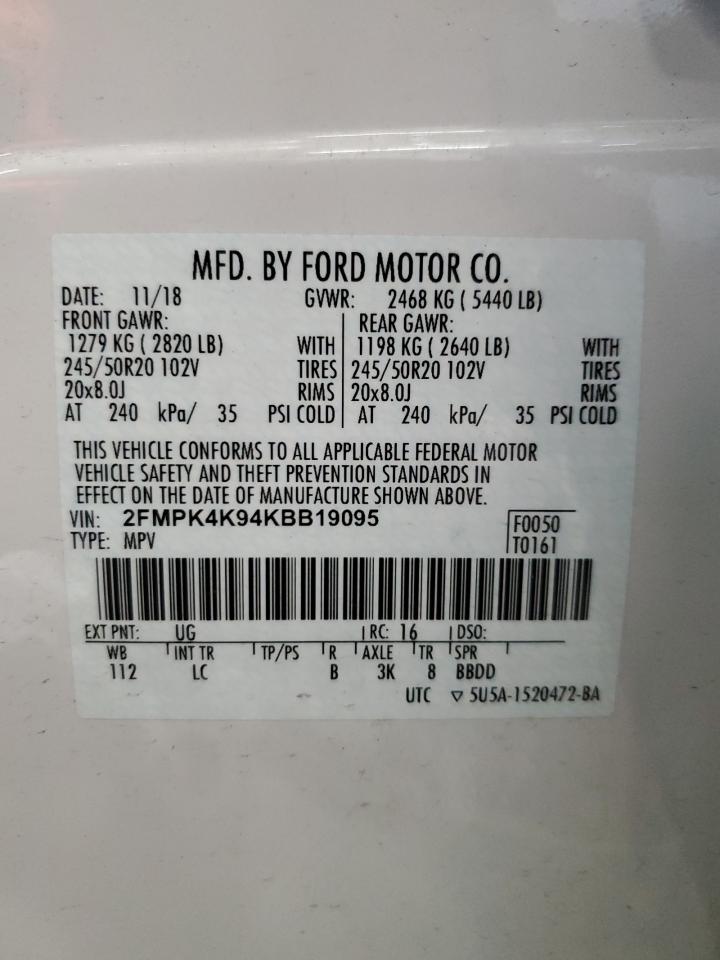 MFD. BY FORD MOTOR CO.
DATE: 11/18 GVWR: 2468 KG ( 5440 LB)
FRONT GAWR: REAR GAWR:
1279 KG ( 2820 LB) WITH 1198 KG ( 2640 LB) WITH
245/50R20 102V TIRES 245/50R20 102V TIRES
20x8.0J RIMS 20x8.0J RIMS
AT 240 kPa/ 35 PSI COLD AT 240 kPa/ 35 PSI COLD
THIS VEHICLE CONFORMS TO ALL APPLICABLE FEDERAL MOTOR
VEHICLE SAFETY AND THEFT PREVENTION STANDARDS IN
EFFECT ON THE DATE OF MANUFACTURE SHOWN ABOVE.
VIN: 2FMPK4K94KBB19095 F0050
TYPE: MPV T0161
EXT PNT: UG RC: 16 DSO:
WB INT TR TP/PS R AXLE TR SPR
112 LC B 3K 8 BBDD
UTC ▽ 5U5A-1520472-BA